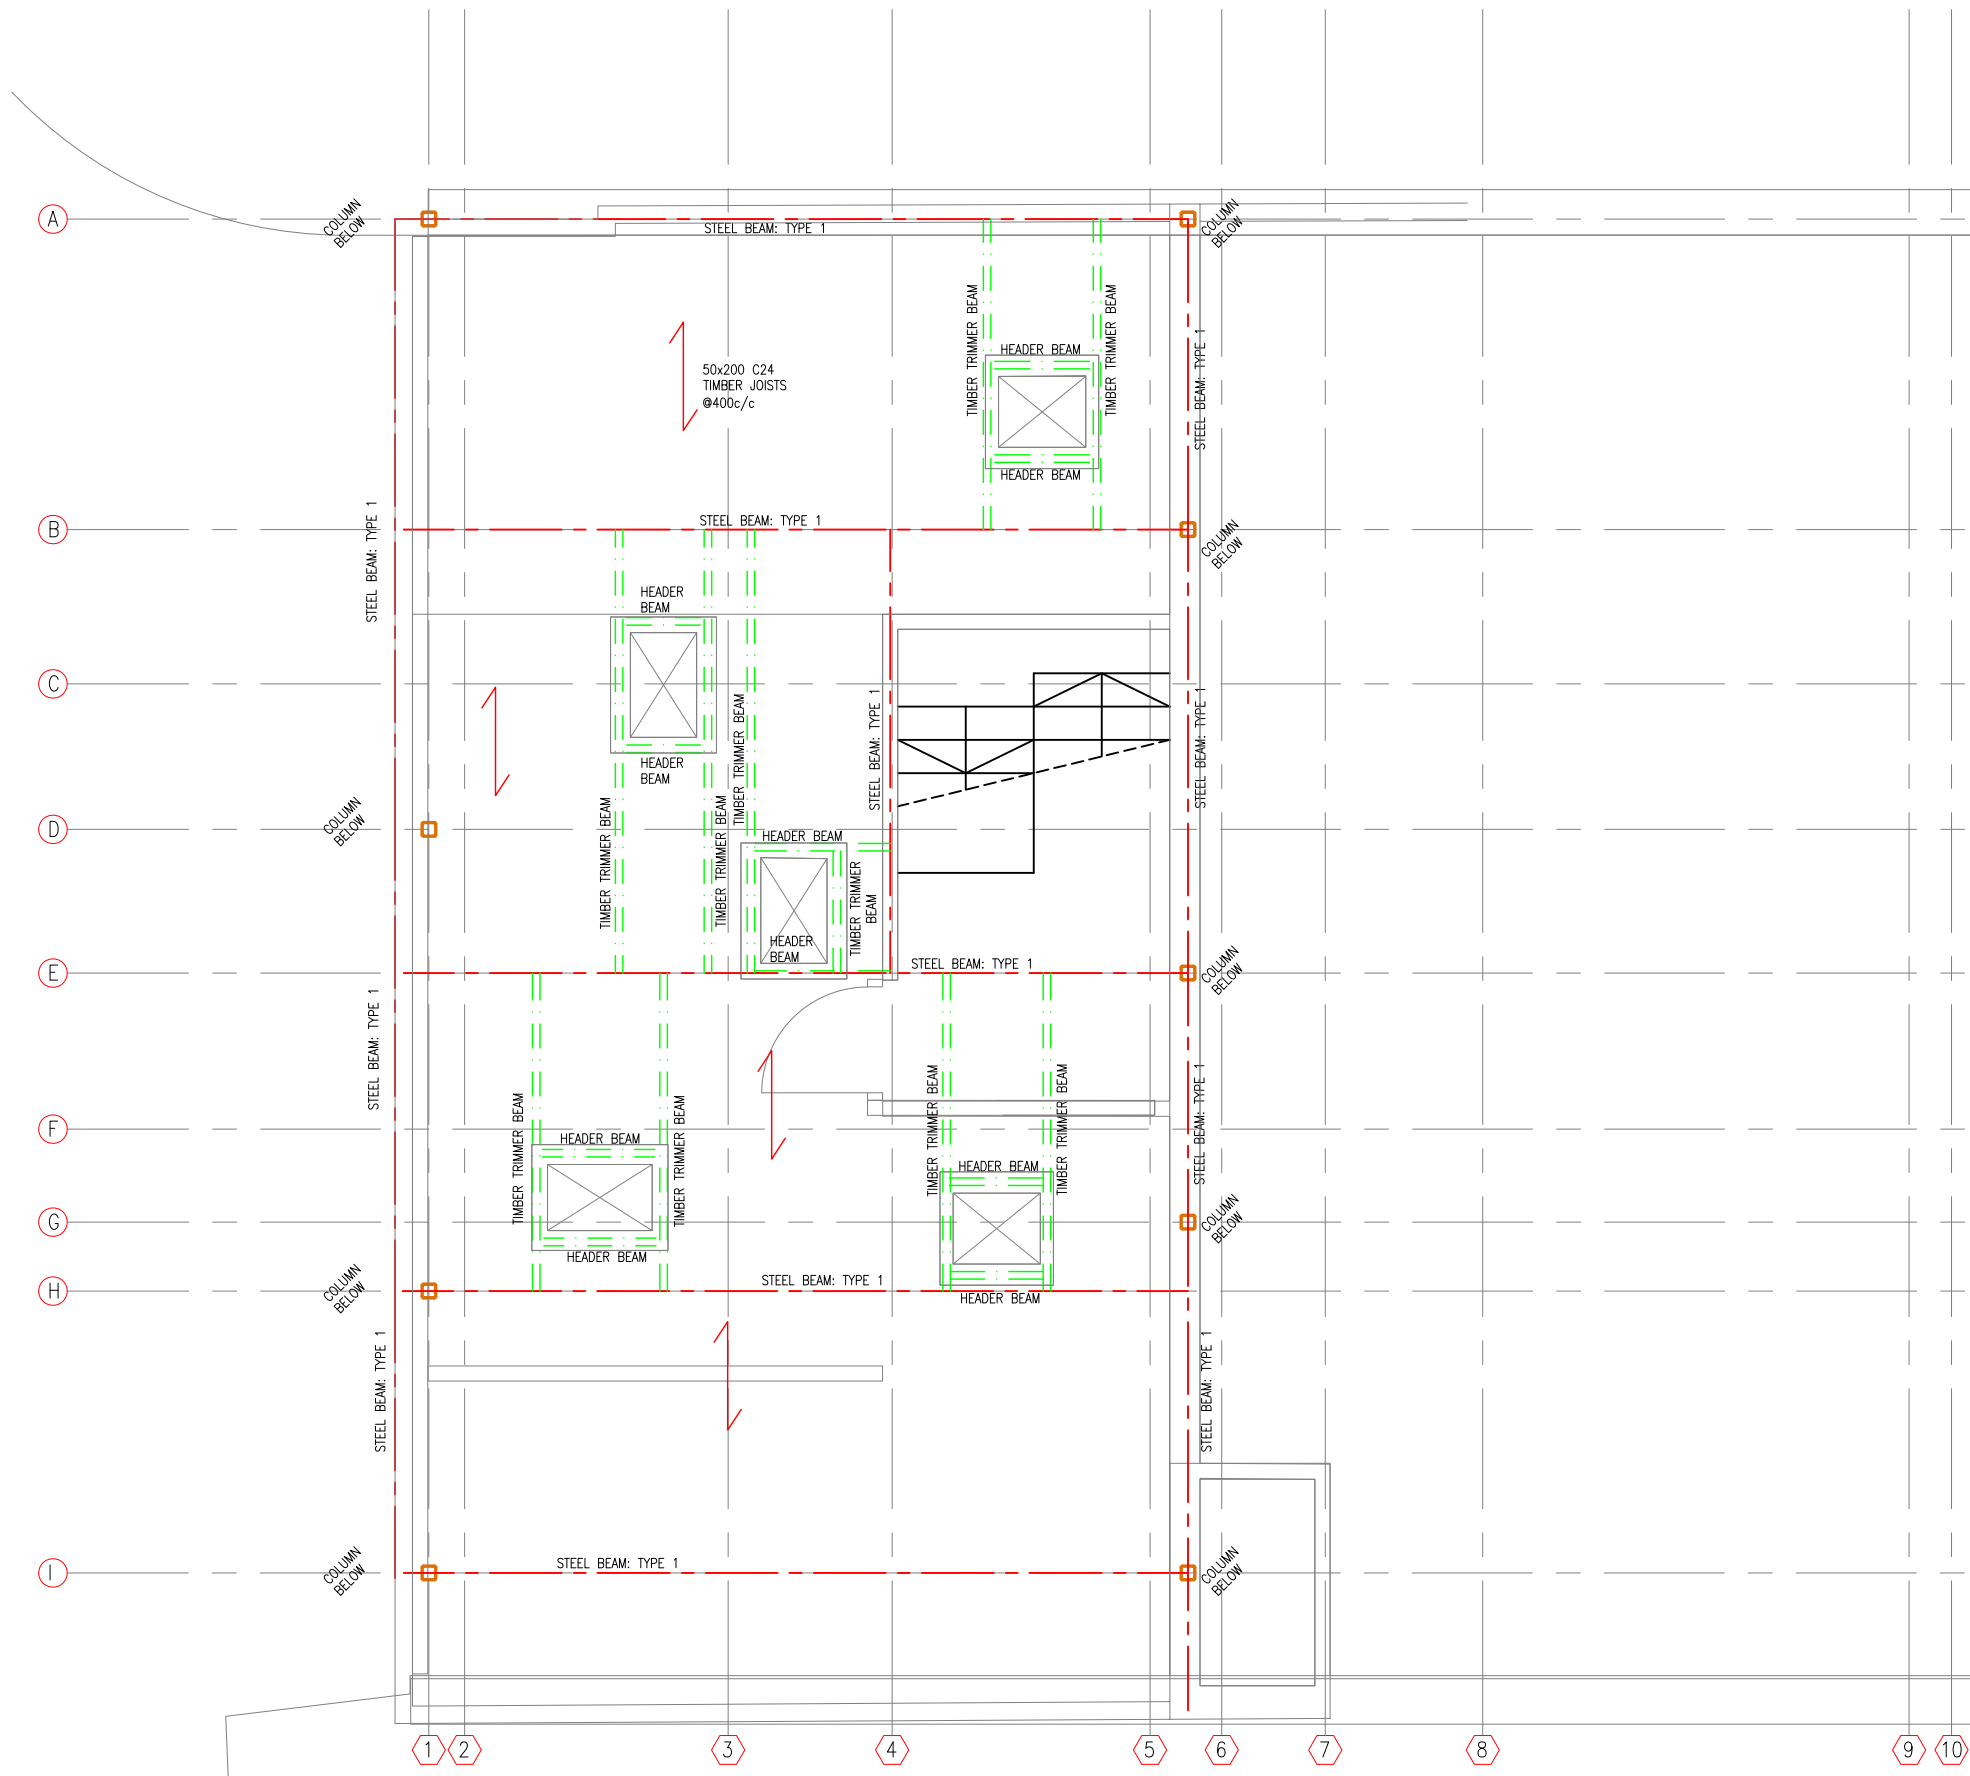 A
COLUMN
BELOW
COLUMN
BELOW
STEEL BEAM: TYPE 1
TIMBER TRIMMER BEAM
TIMBER TRIMMER BEAM
HEADER BEAM
50x200 C24
TIMBER JOISTS
@400c/c
STEEL BEAM: TYPE 1
HEADER BEAM
B
STEEL BEAM: TYPE 1
STEEL BEAM: TYPE 1
COLUMN
BELOW
HEADER
BEAM
C
STEEL BEAM: TYPE 1
STEEL BEAM: TYPE 1
TIMBER TRIMMER BEAM
HEADER
BEAM
D
COLUMN
BELOW
TIMBER TRIMMER BEAM
TIMBER TRIMMER BEAM
HEADER BEAM
TIMBER TRIMMER
BEAM
HEADER
BEAM
E
STEEL BEAM: TYPE 1
COLUMN
BELOW
STEEL BEAM: TYPE 1
TIMBER TRIMMER BEAM
TIMBER TRIMMER BEAM
STEEL BEAM: TYPE 1
F
TIMBER TRIMMER BEAM
TIMBER TRIMMER BEAM
HEADER BEAM
HEADER BEAM
G
COLUMN
BELOW
HEADER BEAM
H
COLUMN
BELOW
STEEL BEAM: TYPE 1
HEADER BEAM
STEEL BEAM: TYPE 1
STEEL BEAM: TYPE 1
I
COLUMN
BELOW
STEEL BEAM: TYPE 1
COLUMN
BELOW
1
2
3
4
5
6
7
8
9
10